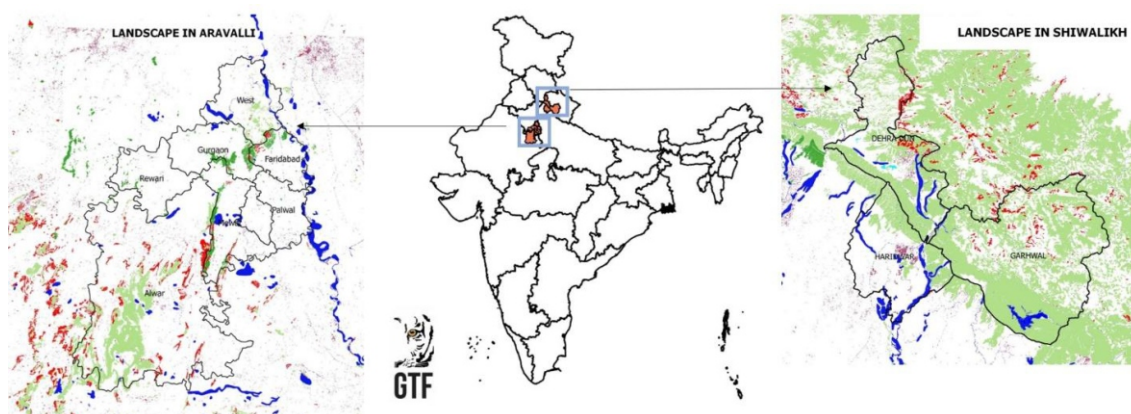 LANDSCAPE IN ARAVALLI
West
Gurgaon
Faridabad
Rewari
Palwal
Alwar
GTF
LANDSCAPE IN SHIWALIKH
DEHRADUN
HARIDWAR
GARHWAL